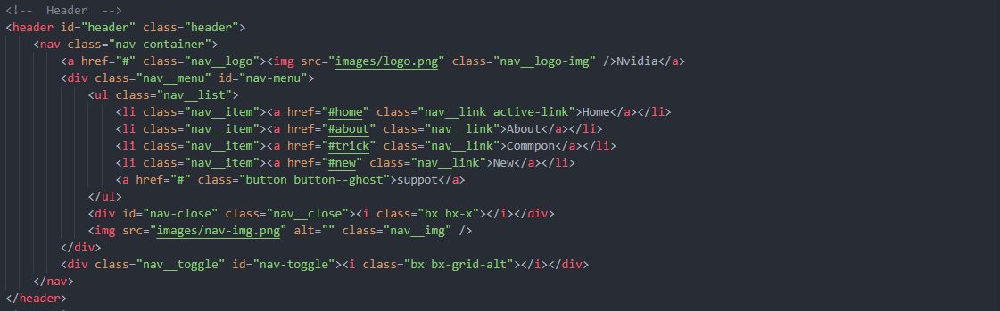 <!--  Header  -->
<header id="header" class="header">
    <nav class="nav container">
        <a href="#" class="nav__logo"><img src="images/logo.png" class="nav__logo-img" />Nvidia</a>
        <div class="nav__menu" id="nav-menu">
            <ul class="nav__list">
                <li class="nav__item"><a href="#home" class="nav__link active-link">Home</a></li>
                <li class="nav__item"><a href="#about" class="nav__link">About</a></li>
                <li class="nav__item"><a href="#trick" class="nav__link">Commpon</a></li>
                <li class="nav__item"><a href="#new" class="nav__link">New</a></li>
                <a href="#" class="button button--ghost">suppot</a>
            </ul>
            <div id="nav-close" class="nav__close"><i class="bx bx-x"></i></div>
            <img src="images/nav-img.png" alt="" class="nav__img" />
        </div>
        <div class="nav__toggle" id="nav-toggle"><i class="bx bx-grid-alt"></i></div>
    </nav>
</header>